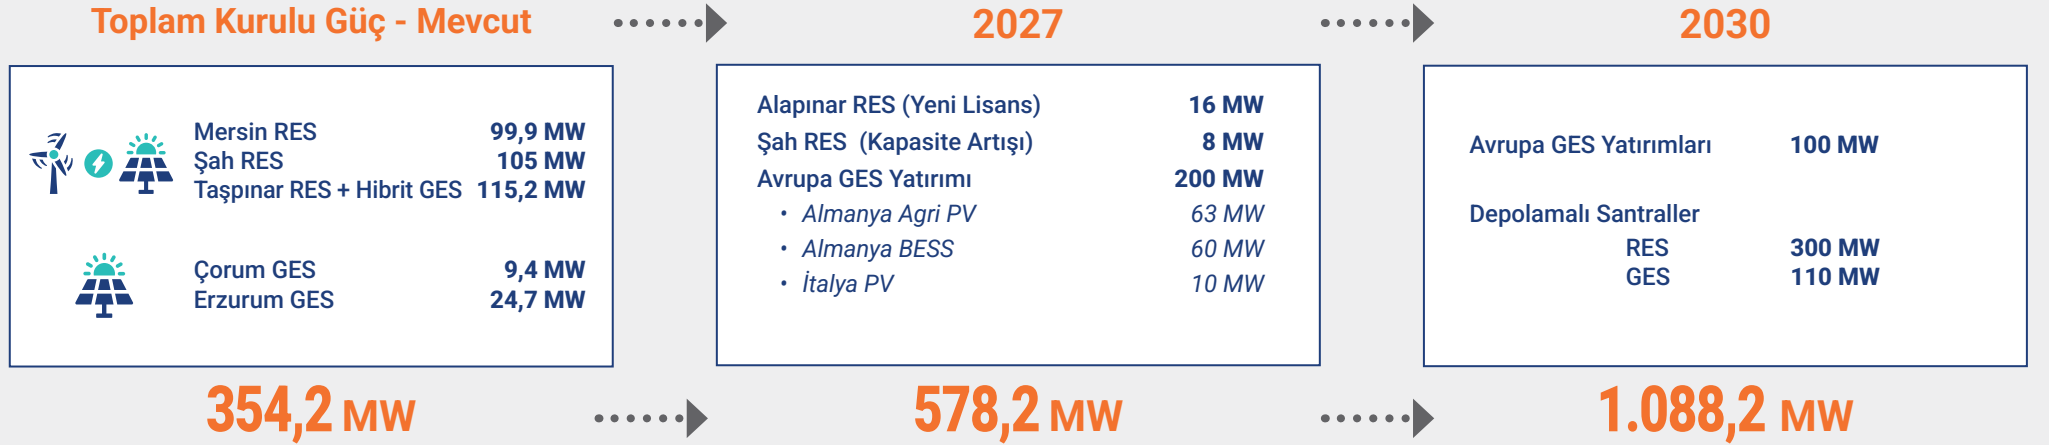 Toplam Kurulu Güç - Mevcut
Mersin RES 99,9 MW
Şah RES 105 MW
Taşpınar RES + Hibrit GES 115,2 MW
Çorum GES 9,4 MW
Erzurum GES 24,7 MW
354,2 MW
2027
Alapınar RES (Yeni Lisans) 16 MW
Şah RES (Kapasite Artışı) 8 MW
Avrupa GES Yatırımı 200 MW
• Almanya Agri PV 63 MW
• Almanya BESS 60 MW
• İtalya PV 10 MW
578,2 MW
2030
Avrupa GES Yatırımları 100 MW
Depolamalı Santraller
RES 300 MW
GES 110 MW
1.088,2 MW